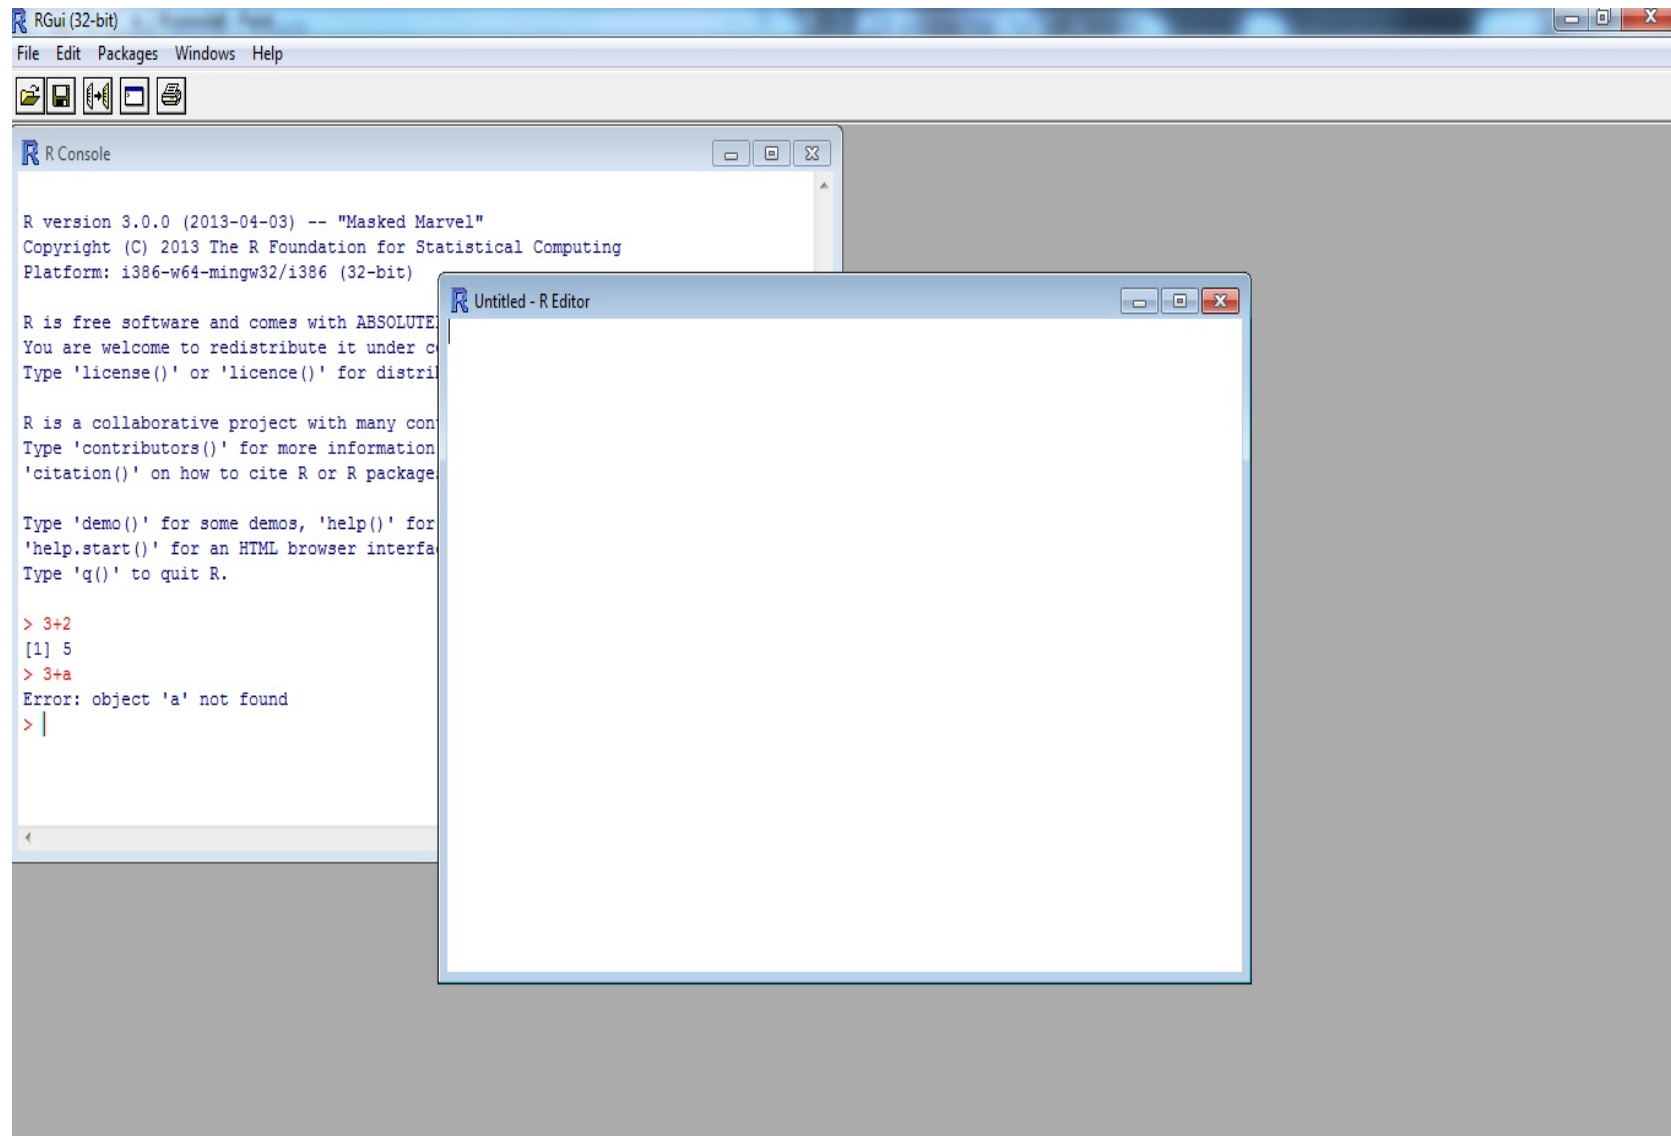 RGui (32-bit)
File Edit Packages Windows Help
R Console
R version 3.0.0 (2013-04-03) -- "Masked Marvel"
Copyright (C) 2013 The R Foundation for Statistical Computing
Platform: i386-w64-mingw32/i386 (32-bit)
R is free software and comes with
You are welcome to redistribute it under
Type 'license()' or 'licence()' for
R is a collaborative project with many
Type 'contributors()' for more information
'citation()' on how to cite R or R
Type 'demo()' for some demos, 'help()' for
'help.start()' for an HTML browser
Type 'q()' to quit R.
> 3+2
[1] 5
> 3+a
Error: object 'a' not found
>
Untitled - R Editor